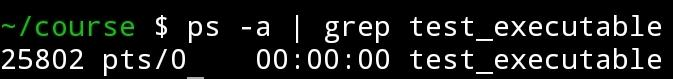 ~/course $ ps -a | grep test_executable
25802 pts/0    00:00:00 test_executable